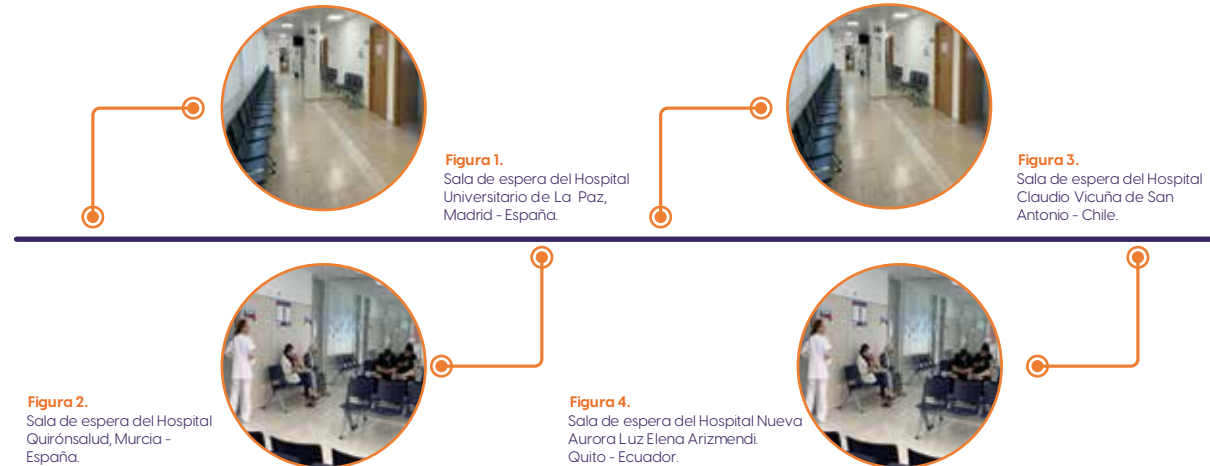 Figura 1.
Sala de espera del Hospital
Universitario de La Paz,
Madrid - España.
Figura 3.
Sala de espera del Hospital
Claudio Vicuña de San
Antonio - Chile.
Figura 2.
Sala de espera del Hospital
Quirónsalud, Murcia -
España.
Figura 4.
Sala de espera del Hospital Nueva
Aurora Luz Elena Arizmendi.
Quito - Ecuador.